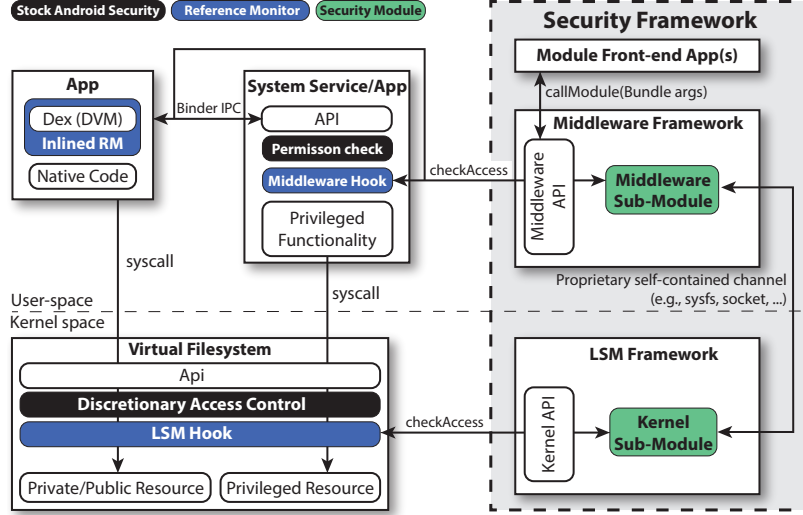 Stock Android Security
Reference Monitor
Security Module
Security Framework
Module Front-end App(s)
callModule(Bundle args)
App
Dex (DVM)
Inlined RM
Native Code
Binder IPC
System Service/App
API
Permisson check
Middleware Hook
Privileged
Functionality
checkAccess
Middleware Framework
Middleware
API
Middleware
Sub-Module
syscall
syscall
Proprietary self-contained channel
(e.g., sysfs, socket, ...)
User-space
Kernel space
Virtual Filesystem
Api
Discretionary Access Control
LSM Hook
Private/Public Resource
Privileged Resource
checkAccess
LSM Framework
Kernel API
Kernel
Sub-Module